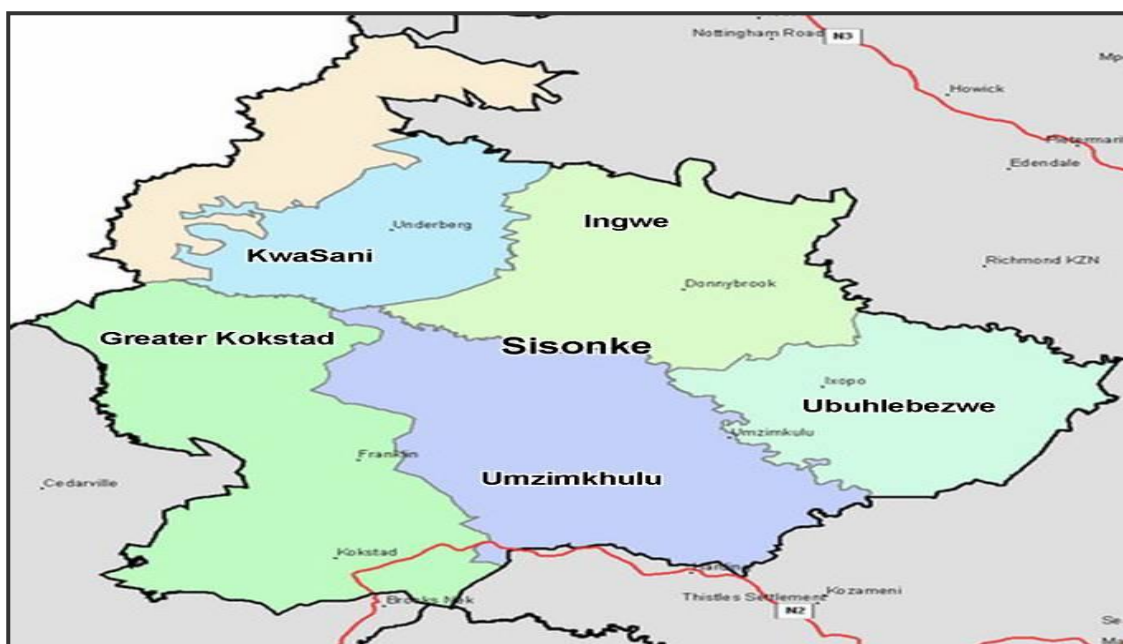 Nottingham Road
N3
Howick
Edendale
Underberg
Ingwe
KwaSani
Richmond KZN
Donnybrook
Greater Kokstad
Sisonke
Ixopo
Ubuhlebezwe
Umzimkulu
Franklin
Umzimkhulu
Cedarville
Kokstad
Thistles Settlement
Kozameni
Brooks Nek
N2